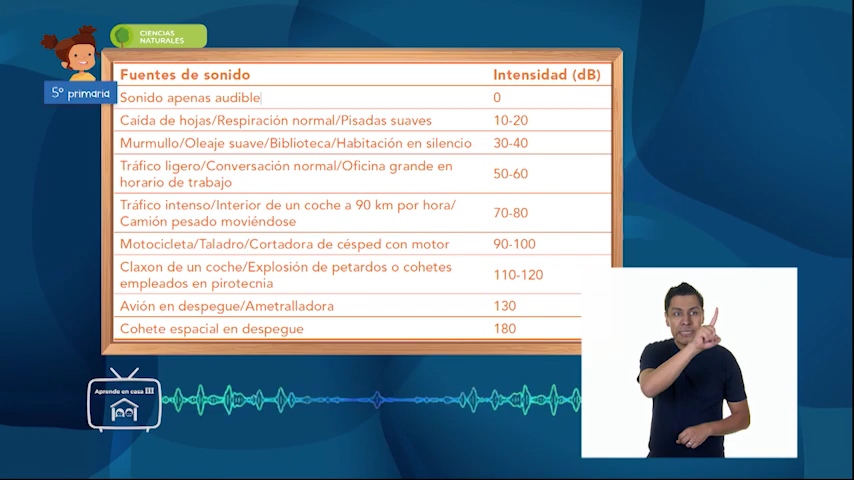 CIENCIAS
NATURALES
5º primaria
Fuentes de sonido Intensidad (dB)
Sonido apenas audible 0
Caída de hojas/Respiración normal/Pisadas suaves 10-20
Murmullo/Oleaje suave/Biblioteca/Habitación en silencio 30-40
Tráfico ligero/Conversación normal/Oficina grande en
horario de trabajo 50-60
Tráfico intenso/Interior de un coche a 90 km por hora/
Camión pesado moviéndose 70-80
Motocicleta/Taladro/Cortadora de césped con motor 90-100
Claxon de un coche/Explosión de petardos o cohetes
empleados en pirotecnia 110-120
Avión en despegue/Ametralladora 130
Cohete espacial en despegue 180
Aprende en casa III